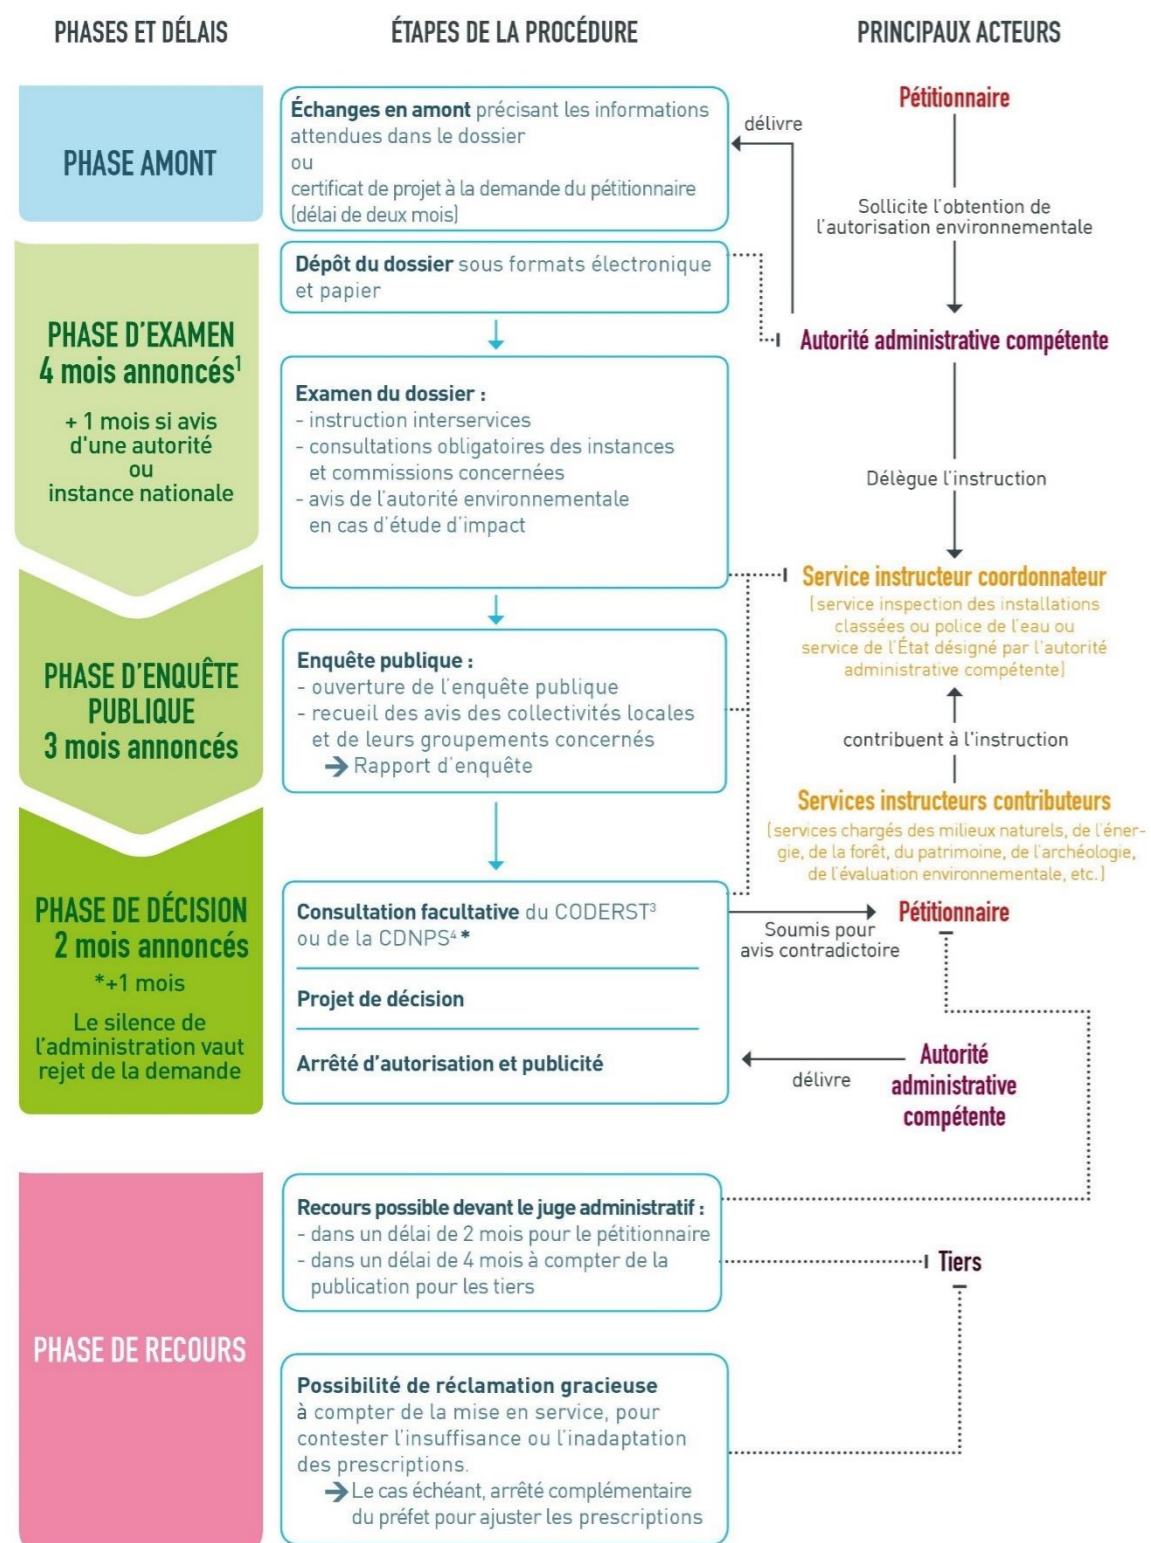 PHASES ET DÉLAIS
ÉTAPES DE LA PROCÉDURE
PRINCIPAUX ACTEURS
PHASE AMONT
Échanges en amont précisant les informations
attendues dans le dossier
ou
certificat de projet à la demande du pétitionnaire
(délai de deux mois)
délivre
Pétitionnaire
Sollicite l'obtention de
l'autorisation environnementale
PHASE D'EXAMEN
4 mois annoncés¹
+ 1 mois si avis
d'une autorité
ou
instance nationale
Dépôt du dossier sous formats électronique
et papier
Autorité administrative compétente
Examen du dossier :
- instruction interservices
- consultations obligatoires des instances
et commissions concernées
- avis de l'autorité environnementale
en cas d'étude d'impact
Délègue l'instruction
Service instructeur coordonnateur
(service inspection des installations
classées ou police de l'eau ou
service de l'État désigné par l'autorité
administrative compétente)
PHASE D'ENQUÊTE
PUBLIQUE
3 mois annoncés
Enquête publique :
- ouverture de l'enquête publique
- recueil des avis des collectivités locales
et de leurs groupements concernés
→ Rapport d'enquête
contribuent à l'instruction
Services instructeurs contributeurs
(services chargés des milieux naturels, de l'éner-
gie, de la forêt, du patrimoine, de l'archéologie,
de l'évaluation environnementale, etc.)
PHASE DE DÉCISION
2 mois annoncés
*+1 mois
Le silence de
l'administration vaut
rejet de la demande
Consultation facultative du CODERST³
ou de la CDNPS⁴ *
Projet de décision
Arrêté d'autorisation et publicité
Soumis pour
avis contradictoire
Pétitionnaire
délivre
Autorité
administrative
compétente
PHASE DE RECOURS
Recours possible devant le juge administratif :
- dans un délai de 2 mois pour le pétitionnaire
- dans un délai de 4 mois à compter de la
publication pour les tiers
Tiers
Possibilité de réclamation gracieuse
à compter de la mise en service, pour
contester l'insuffisance ou l'inadaptation
des prescriptions.
→ Le cas échéant, arrêté complémentaire
du préfet pour ajuster les prescriptions